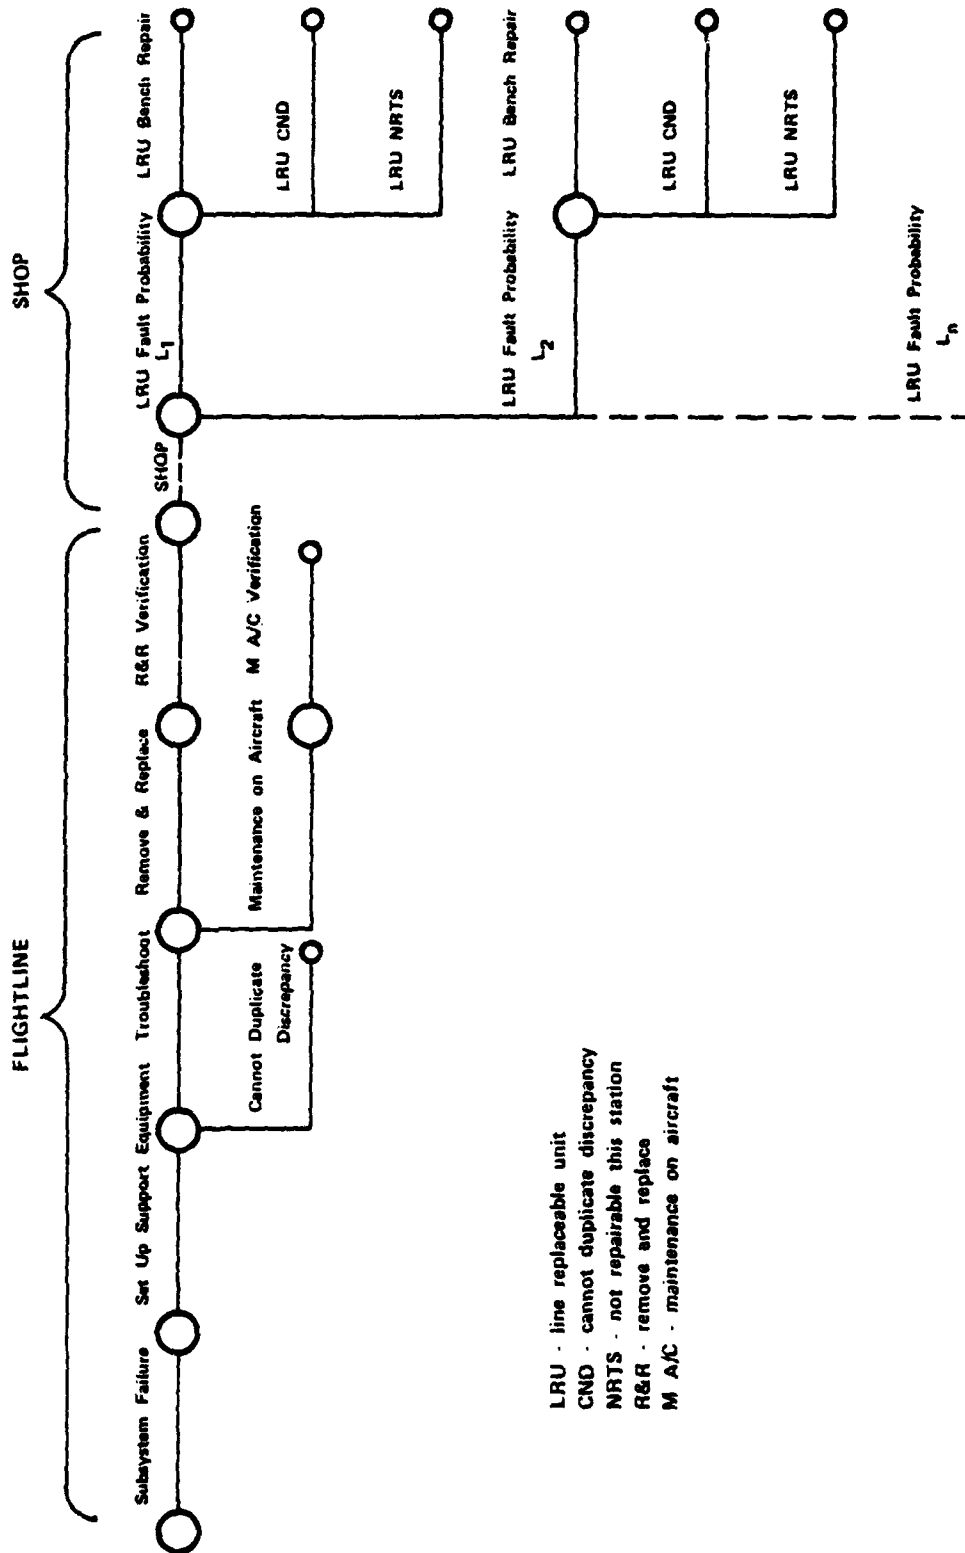 FLIGHTLINE
SHOP
Subsystem Failure
Set Up Support Equipment
Troubleshoot
Remove & Replace
R&R Verification
SHOP
LRU Fault Probability
L1
LRU Bench Repair
Cannot Duplicate
Discrepancy
Maintenance on Aircraft
M A/C Verification
LRU CND
LRU NRTS
LRU Fault Probability
L2
LRU Bench Repair
LRU CND
LRU NRTS
LRU Fault Probability
Ln
LRU - line replaceable unit
CND - cannot duplicate discrepancy
NRTS - not repairable this station
R&R - remove and replace
M A/C - maintenance on aircraft